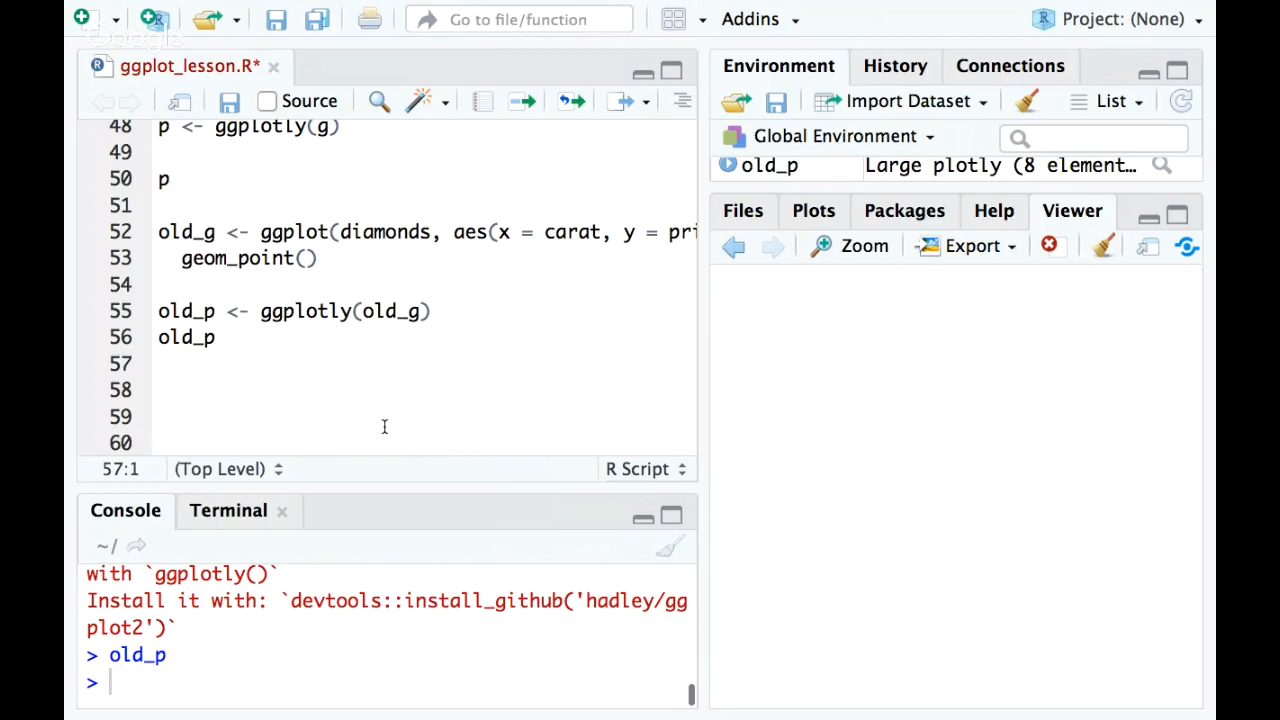 Go to file/function
Addins
Project: (None)
Google
ggplot_lesson.R*
Source
48 p <- ggplotly(g)
49
50 p
51
52 old_g <- ggplot(diamonds, aes(x = carat, y = pri
53 geom_point()
54
55 old_p <- ggplotly(old_g)
56 old_p
57
58
59
60
57:1 (Top Level) R Script
Console Terminal
~/
with `ggplotly()`
Install it with: `devtools::install_github('hadley/gg
plot2')`
> old_p
>
Environment History Connections
Import Dataset List
Global Environment
old_p Large plotly (8 element…
Files Plots Packages Help Viewer
Zoom Export